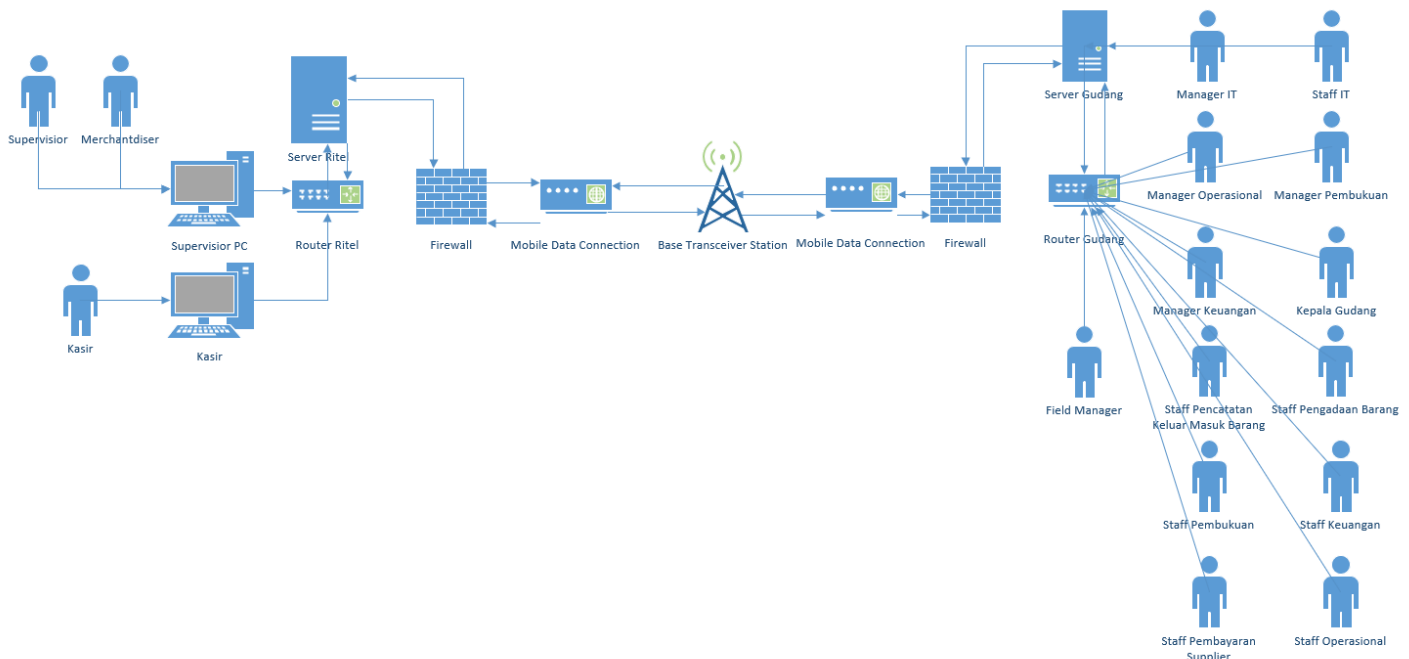 Supervisior
Merchantdiser
Supervisior PC
Kasir
Kasir
Server Ritel
Router Ritel
Firewall
Mobile Data Connection
Base Transceiver Station
Mobile Data Connection
Firewall
Server Gudang
Manager IT
Staff IT
Manager Operasional
Manager Pembukuan
Router Gudang
Manager Keuangan
Kepala Gudang
Field Manager
Staff Pencatatan
Keluar Masuk Barang
Staff Pengadaan Barang
Staff Pembukuan
Staff Keuangan
Staff Pembayaran
Supplier
Staff Operasional